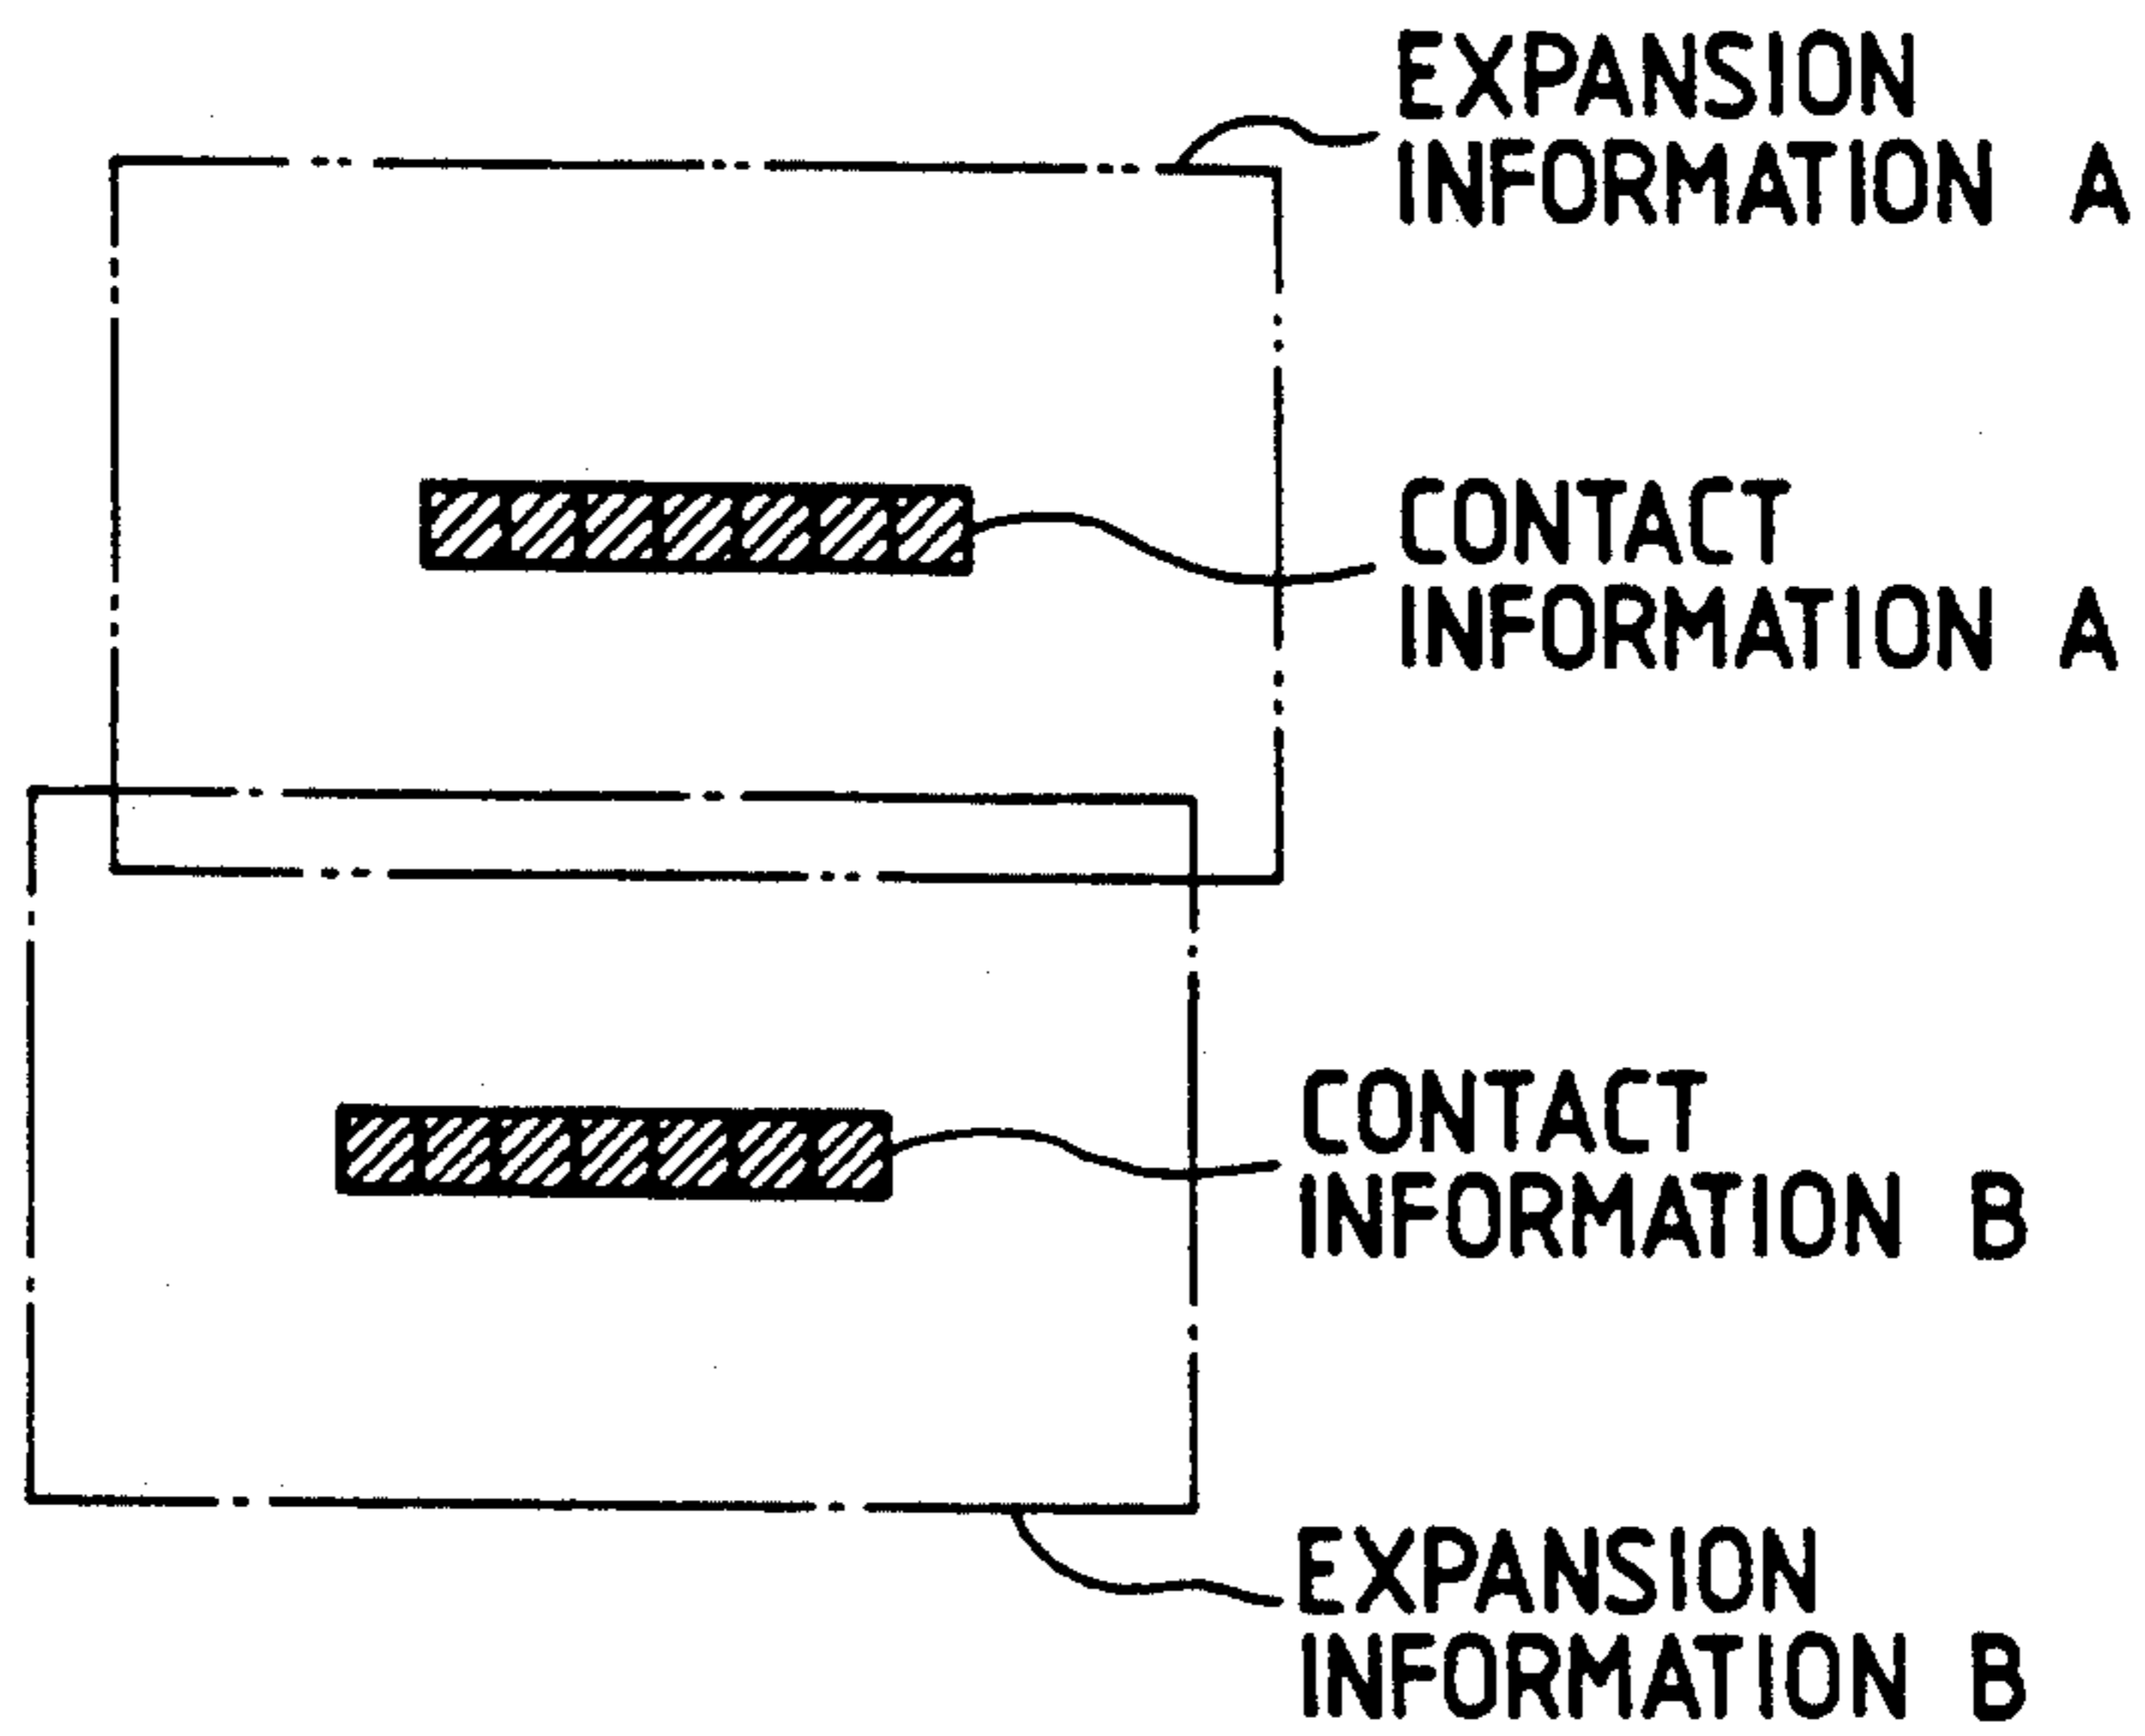 EXPANSION
INFORMATION A
CONTACT
INFORMATION A
CONTACT
INFORMATION B
EXPANSION
INFORMATION B